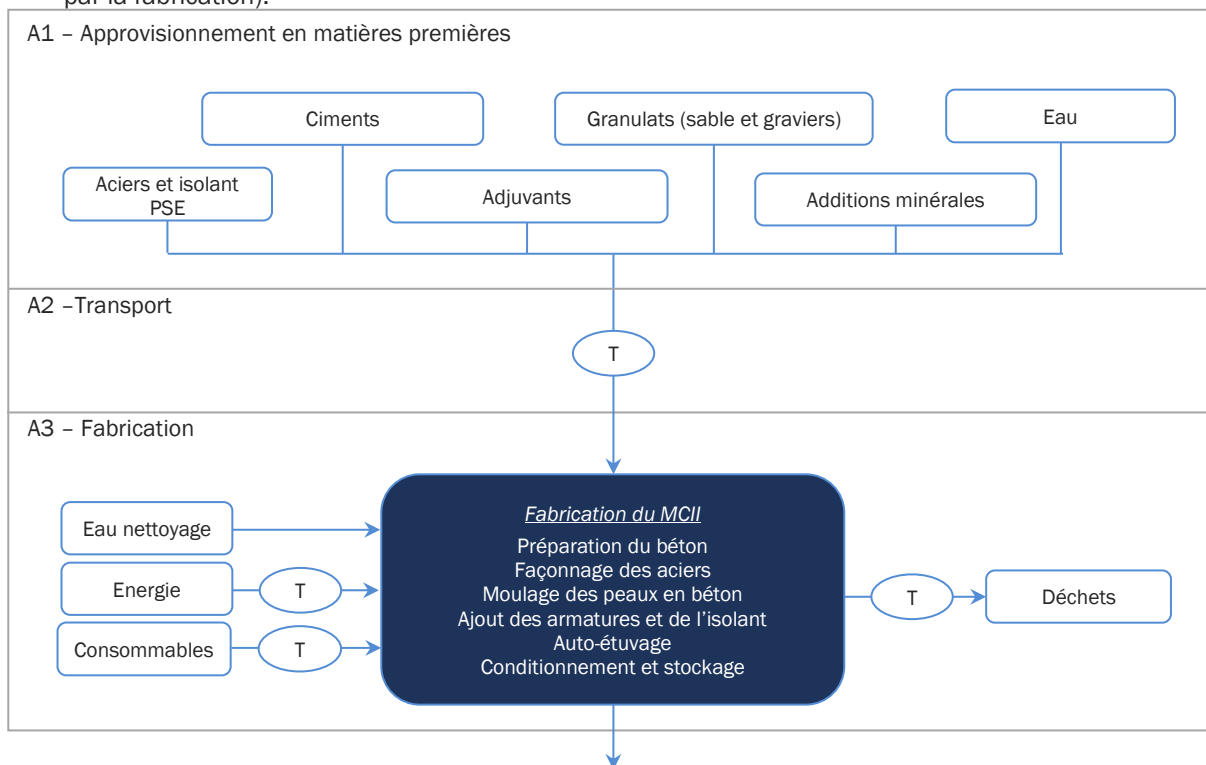 par la fabrication).
A1 – Approvisionnement en matières premières
Ciments
Granulats (sable et graviers)
Eau
Aciers et isolant
PSE
Adjuvants
Additions minérales
A2 –Transport
T
A3 – Fabrication
Fabrication du MCII
Préparation du béton
Façonnage des aciers
Moulage des peaux en béton
Ajout des armatures et de l'isolant
Auto-étuvage
Conditionnement et stockage
Eau nettoyage
Energie
T
Consommables
T
T
Déchets